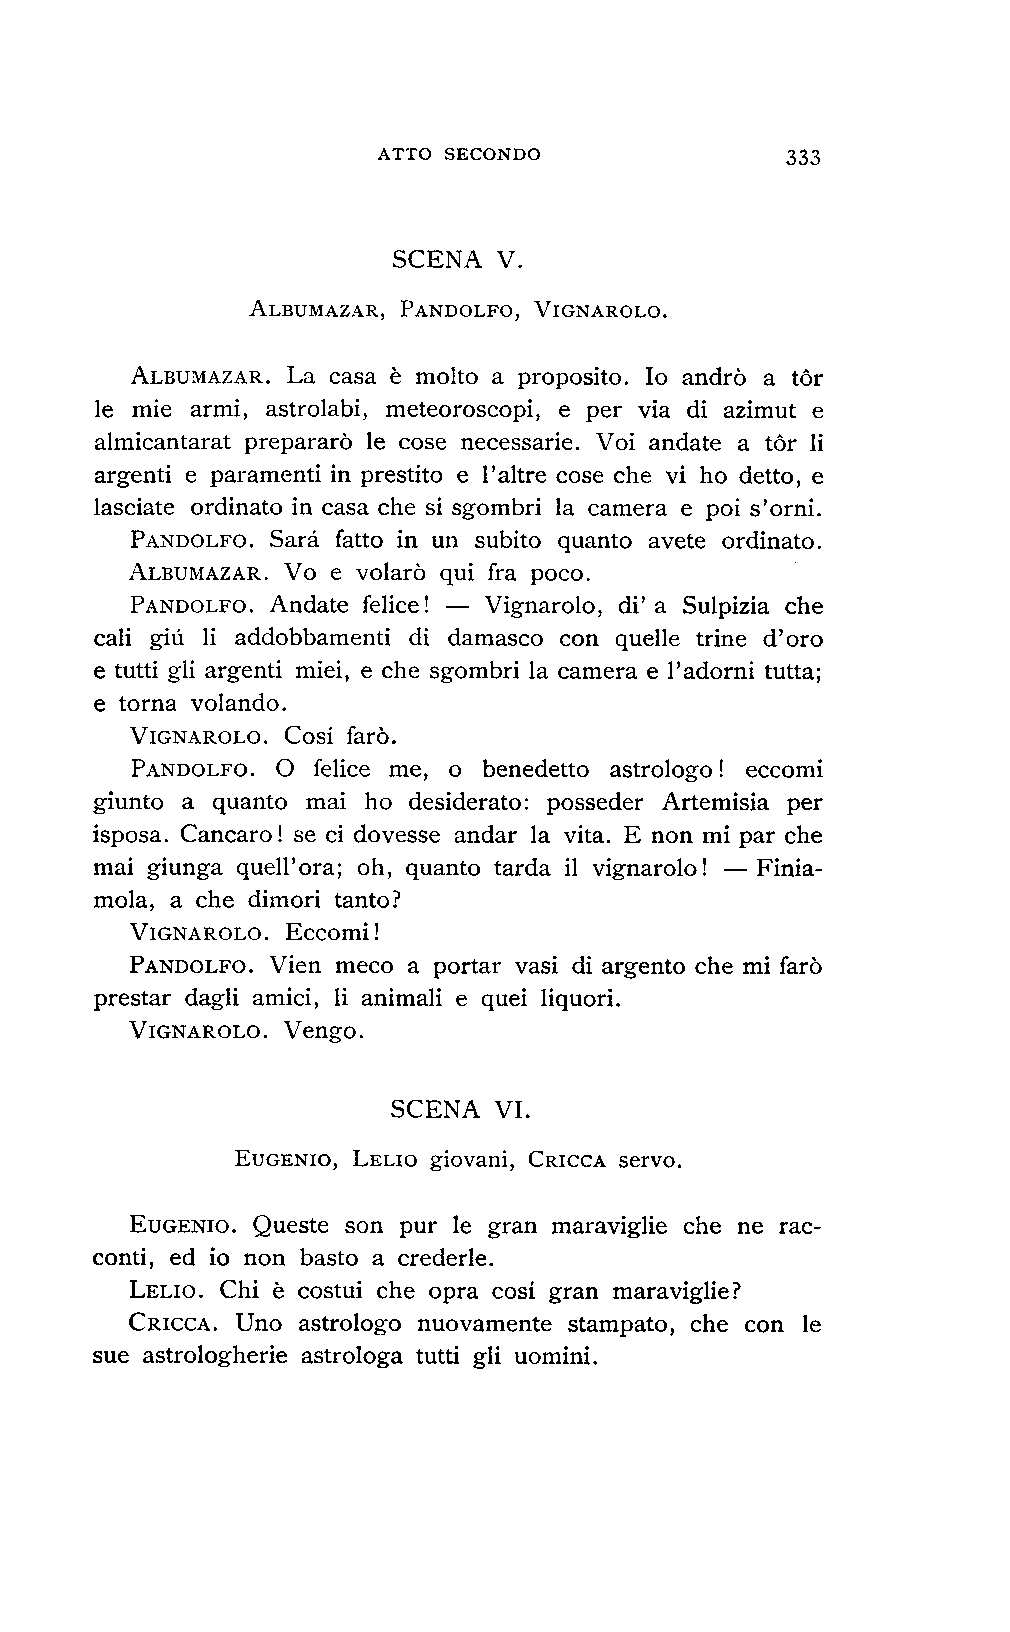 ATTO SECONDO 333
SCENA V.
ALBUMAZAR, PANDOLFO, VIGNAROLO.
ALBUMAZAR. La casa è molto a proposito. Io andrò a tôr
le mie armi, astrolabi, meteoroscopi, e per via di azimut e
almicantarat prepararò le cose necessarie. Voi andate a tôr li
argenti e paramenti in prestito e l'altre cose che vi ho detto, e
lasciate ordinato in casa che si sgombri la camera e poi s'orni.
PANDOLFO. Sará fatto in un subito quanto avete ordinato.
ALBUMAZAR. Vo e volarò qui fra poco.
PANDOLFO. Andate felice! — Vignarolo, di' a Sulpizia che
cali giú li addobbamenti di damasco con quelle trine d'oro
e tutti gli argenti miei, e che sgombri la camera e l'adorni tutta;
e torna volando.
VIGNAROLO. Cosí farò.
PANDOLFO. O felice me, o benedetto astrologo! eccomi
giunto a quanto mai ho desiderato: posseder Artemisia per
isposa. Cancaro! se ci dovesse andar la vita. E non mi par che
mai giunga quell'ora; oh, quanto tarda il vignarolo! — Finia-
mola, a che dimori tanto?
VIGNAROLO. Eccomi!
PANDOLFO. Vien meco a portar vasi di argento che mi farò
prestar dagli amici, li animali e quei liquori.
VIGNAROLO. Vengo.
SCENA VI.
EUGENIO, LELIO giovani, CRICCA servo.
EUGENIO. Queste son pur le gran maraviglie che ne rac-
conti, ed io non basto a crederle.
LELIO. Chi è costui che opra cosí gran maraviglie?
CRICCA. Uno astrologo nuovamente stampato, che con le
sue astrologherie astrologa tutti gli uomini.